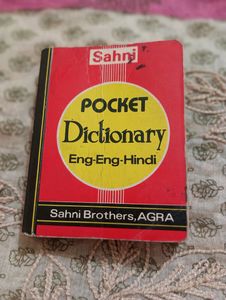 Sahni
POCKET
Dictionary
Eng-Eng-Hindi
Sahni Brothers,AGRA